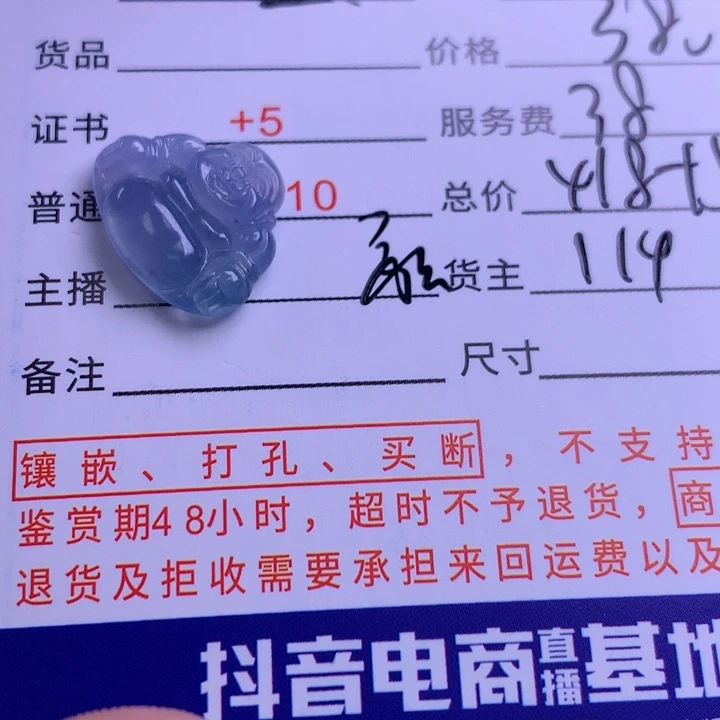 货品 价格 380
证书 +5 服务费 38
普通 10 总价 418+
主播 货主 114
备注 尺寸
镶嵌、打孔、买断，不支持
鉴赏期48小时，超时不予退货，商
退货及拒收需要承担来回运费以及
抖音电商直播基地